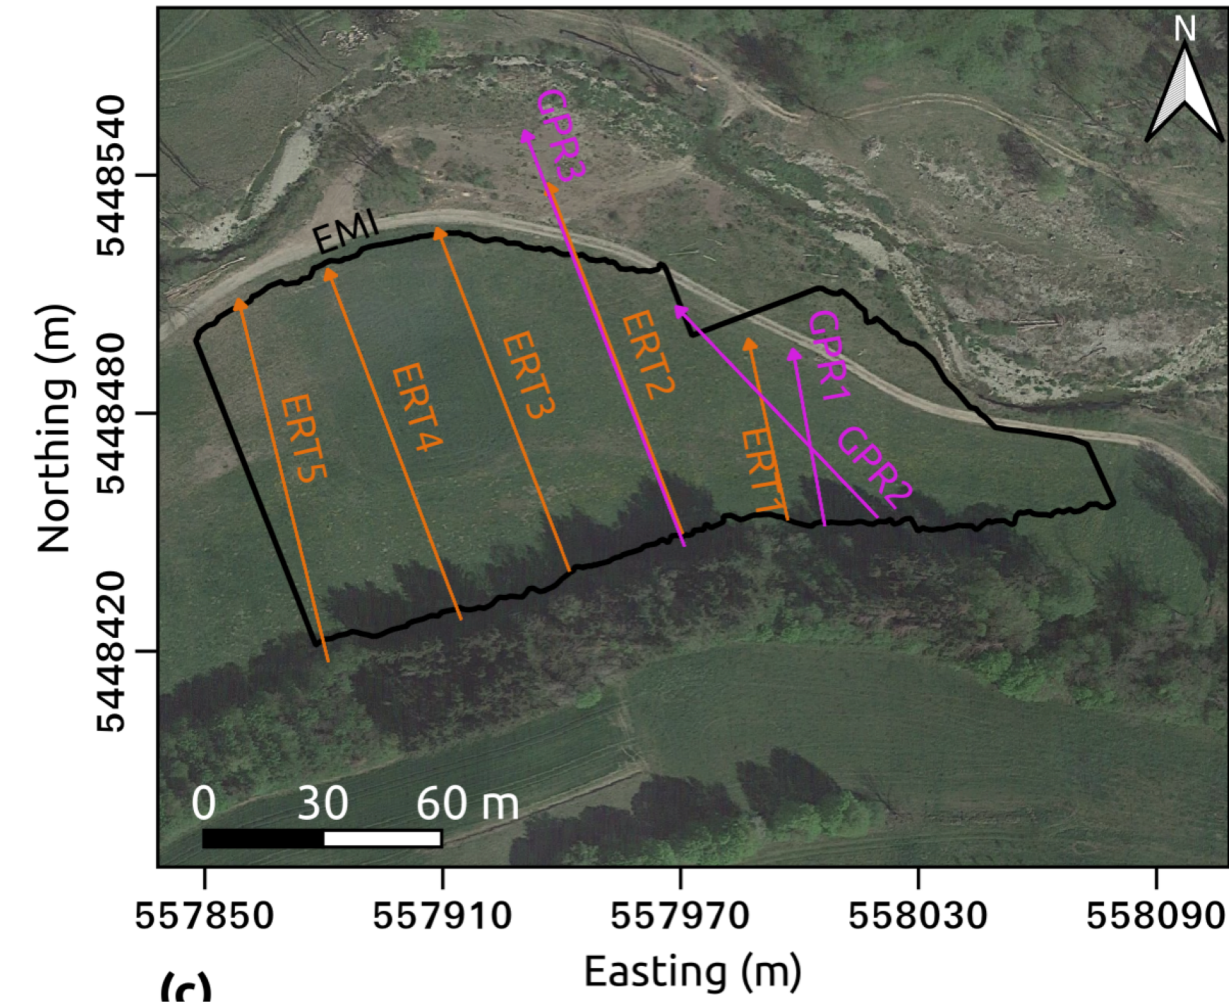 N
GPR3
EMI
ERT2
GPR1
ERT3
ERT4
ERT5
ERT1
GPR2
5448540
5448480
5448420
Northing (m)
0 30 60 m
557850 557910 557970 558030 558090
Easting (m)
(c)